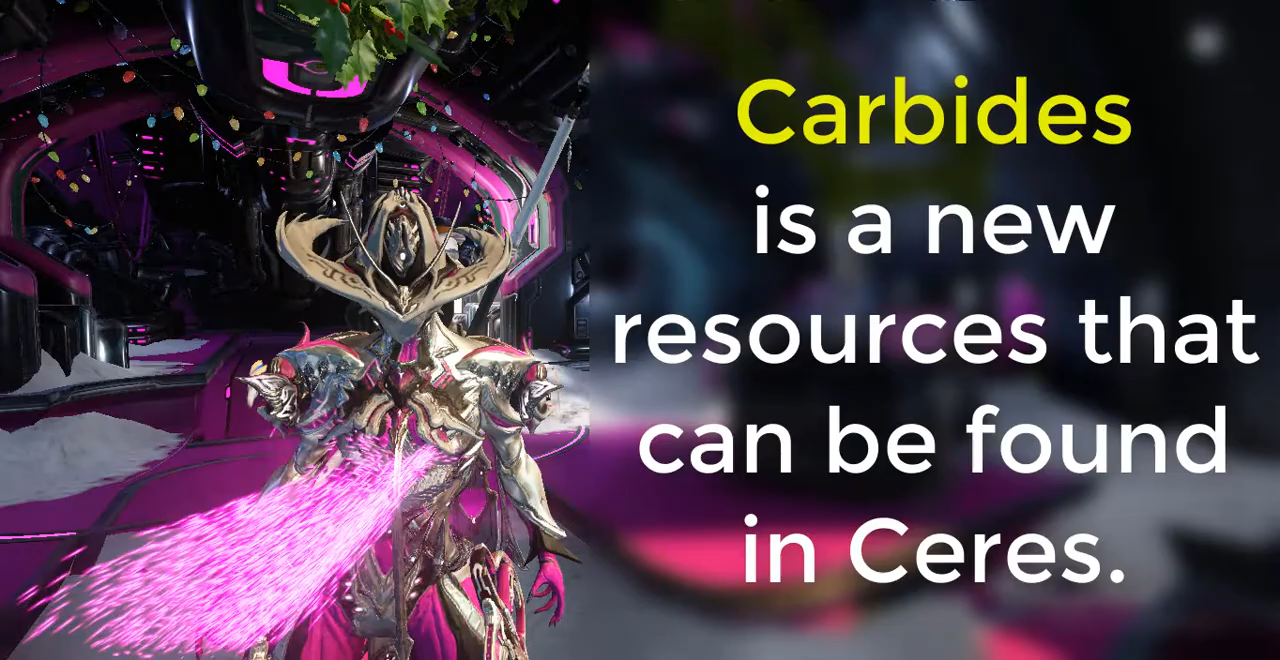 Carbides
is a new
resources that
can be found
in Ceres.